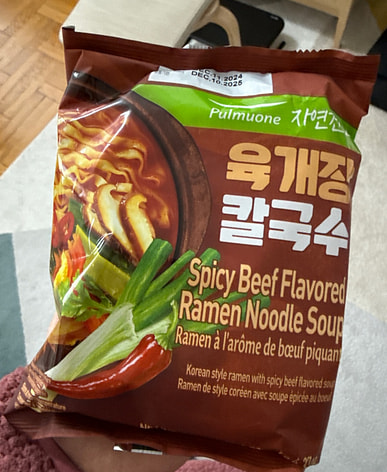 DEC.11.2024
DEC.10.2025
Pulmuone 자연은
육개장
칼국수
Spicy Beef Flavored
Ramen Noodle Soup
Ramen à l'arôme de bœuf piquant
Korean style ramen with spicy beef flavored soup
Ramen de style coréen avec soupe épicée au boeuf